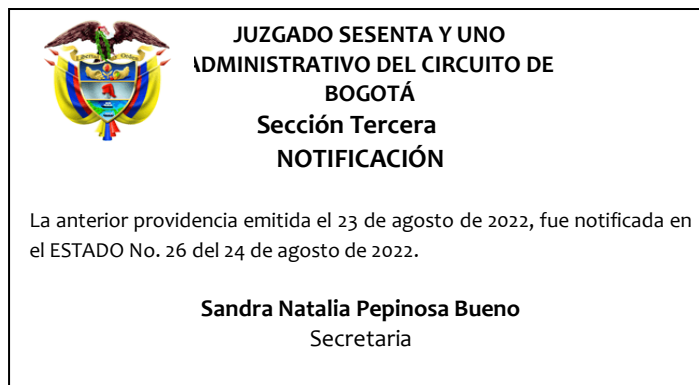 JUZGADO SESENTA Y UNO
ADMINISTRATIVO DEL CIRCUITO DE
BOGOTÁ
Sección Tercera
NOTIFICACIÓN
La anterior providencia emitida el 23 de agosto de 2022, fue notificada en
el ESTADO No. 26 del 24 de agosto de 2022.
Sandra Natalia Pepinosa Bueno
Secretaria